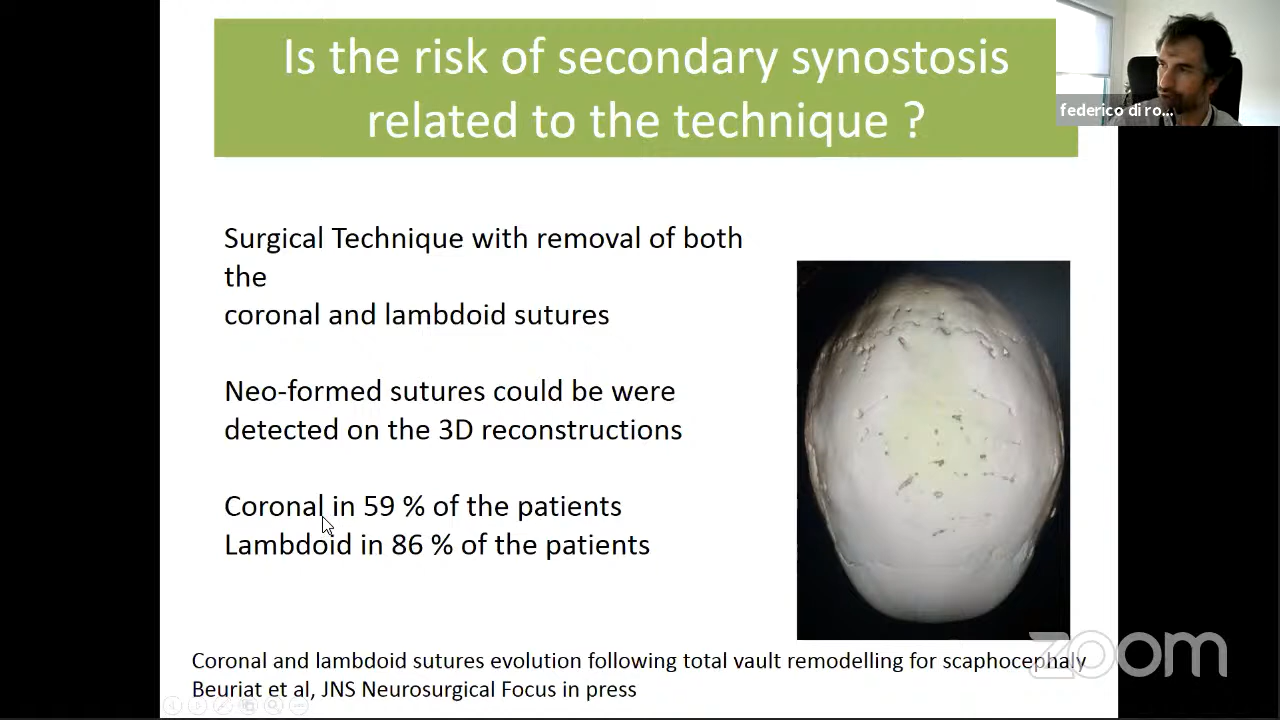 Is the risk of secondary synostosis
related to the technique ?
federico di ro...
Surgical Technique with removal of both
the
coronal and lambdoid sutures
Neo-formed sutures could be were
detected on the 3D reconstructions
Coronal in 59 % of the patients
Lambdoid in 86 % of the patients
Coronal and lambdoid sutures evolution following total vault remodelling for scaphocephaly
Beuriat et al, JNS Neurosurgical Focus in press
zoom